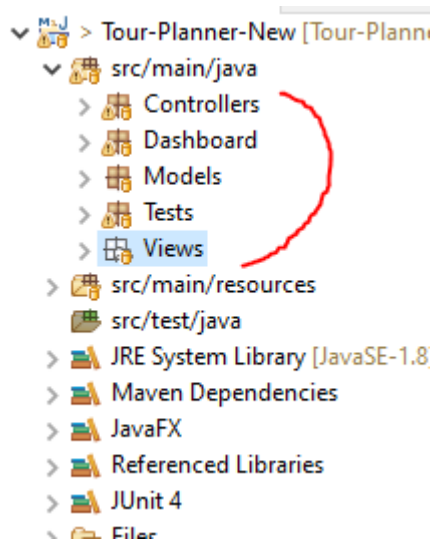 > Tour-Planner-New [Tour-Plann
src/main/java
> Controllers
> Dashboard
> Models
> Tests
> Views
> src/main/resources
src/test/java
> JRE System Library [JavaSE-1.8]
> Maven Dependencies
> JavaFX
> Referenced Libraries
> JUnit 4
> Files